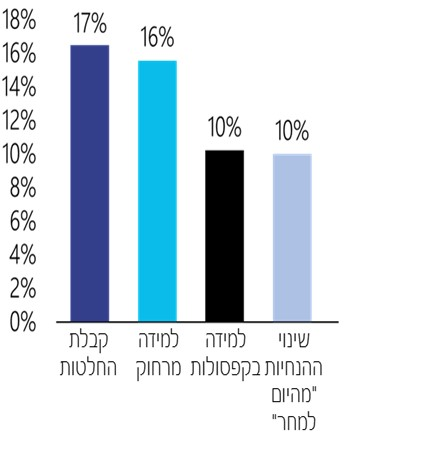 18%
16%
14%
12%
10%
8%
6%
4%
2%
0%
17%
16%
10%
10%
קבלת
החלטות
למידה
מרחוק
למידה
בקפסולות
שינוי
ההנחיות
"מהיום
למחר"